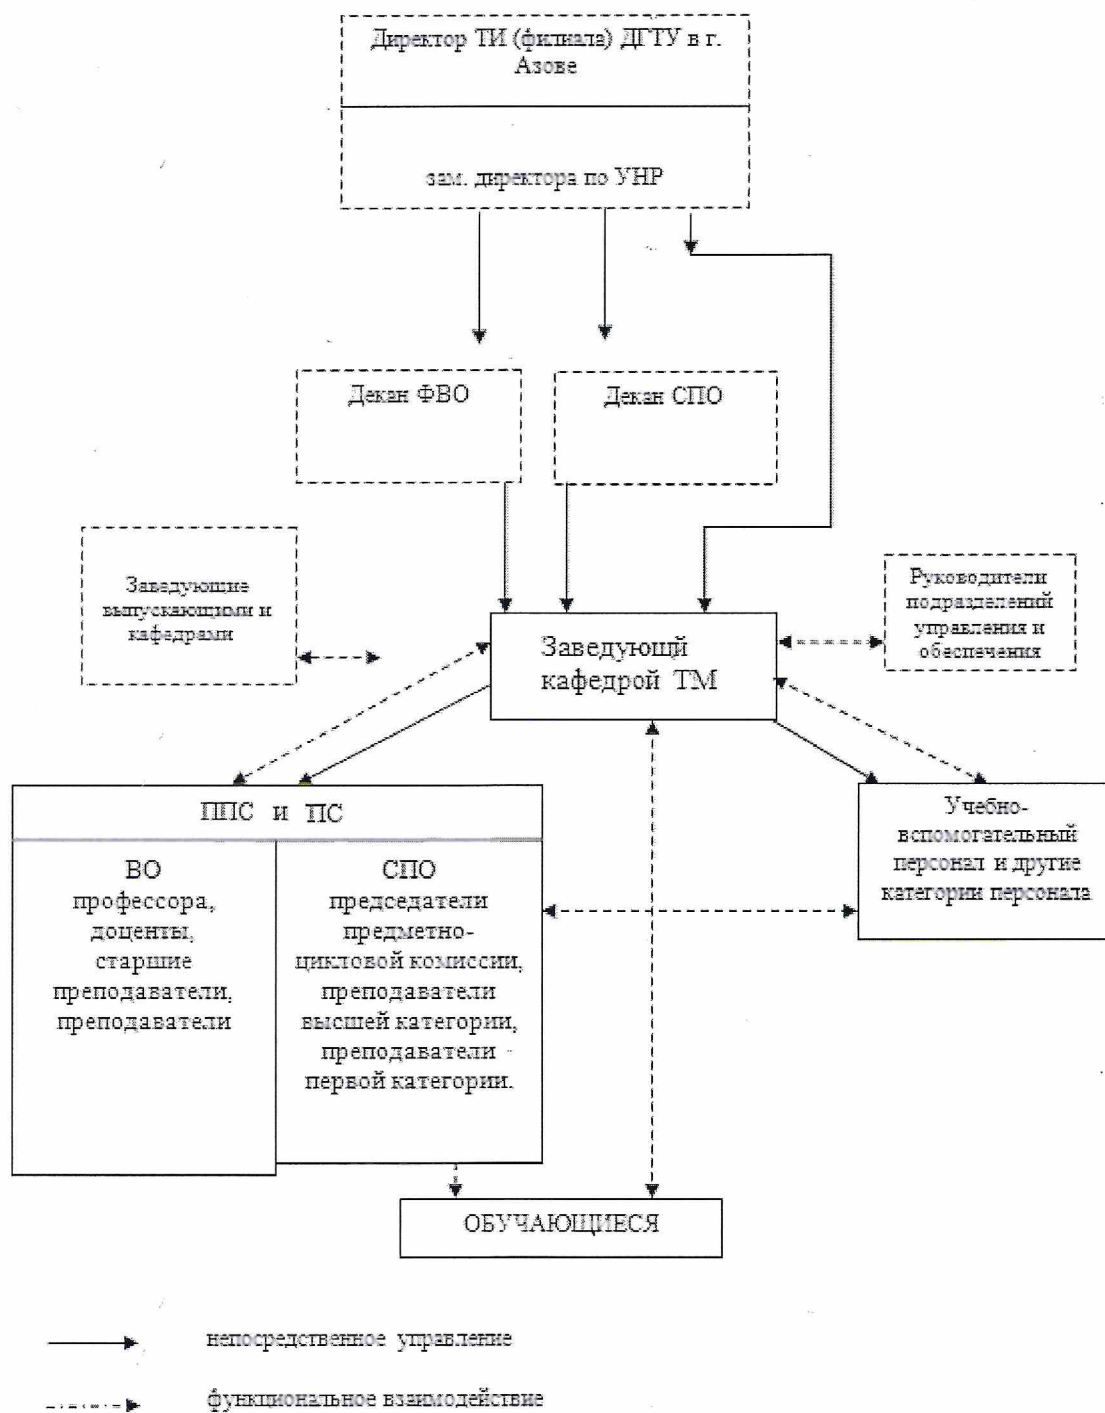 Директор ТИ (филиала) ДГТУ в г.
Азове
зам. директора по УНР
Декан ФВО
Декан СПО
Заведующие
выпускающими и
кафедрами
Руководители
подразделений
управления и
обеспечения
Заведующй
кафедрой ТМ
ППС и ПС
ВО
профессора,
доценты,
старшие
преподаватели,
преподаватели
СПО
председатели
предметно-
цикловой комиссии,
преподаватели
высшей категории,
преподаватели
первой категории.
Учебно-
вспомогательный
персонал и другие
категории персонала
ОБУЧАЮЩИЕСЯ
непосредственное управление
функциональное взаимодействие